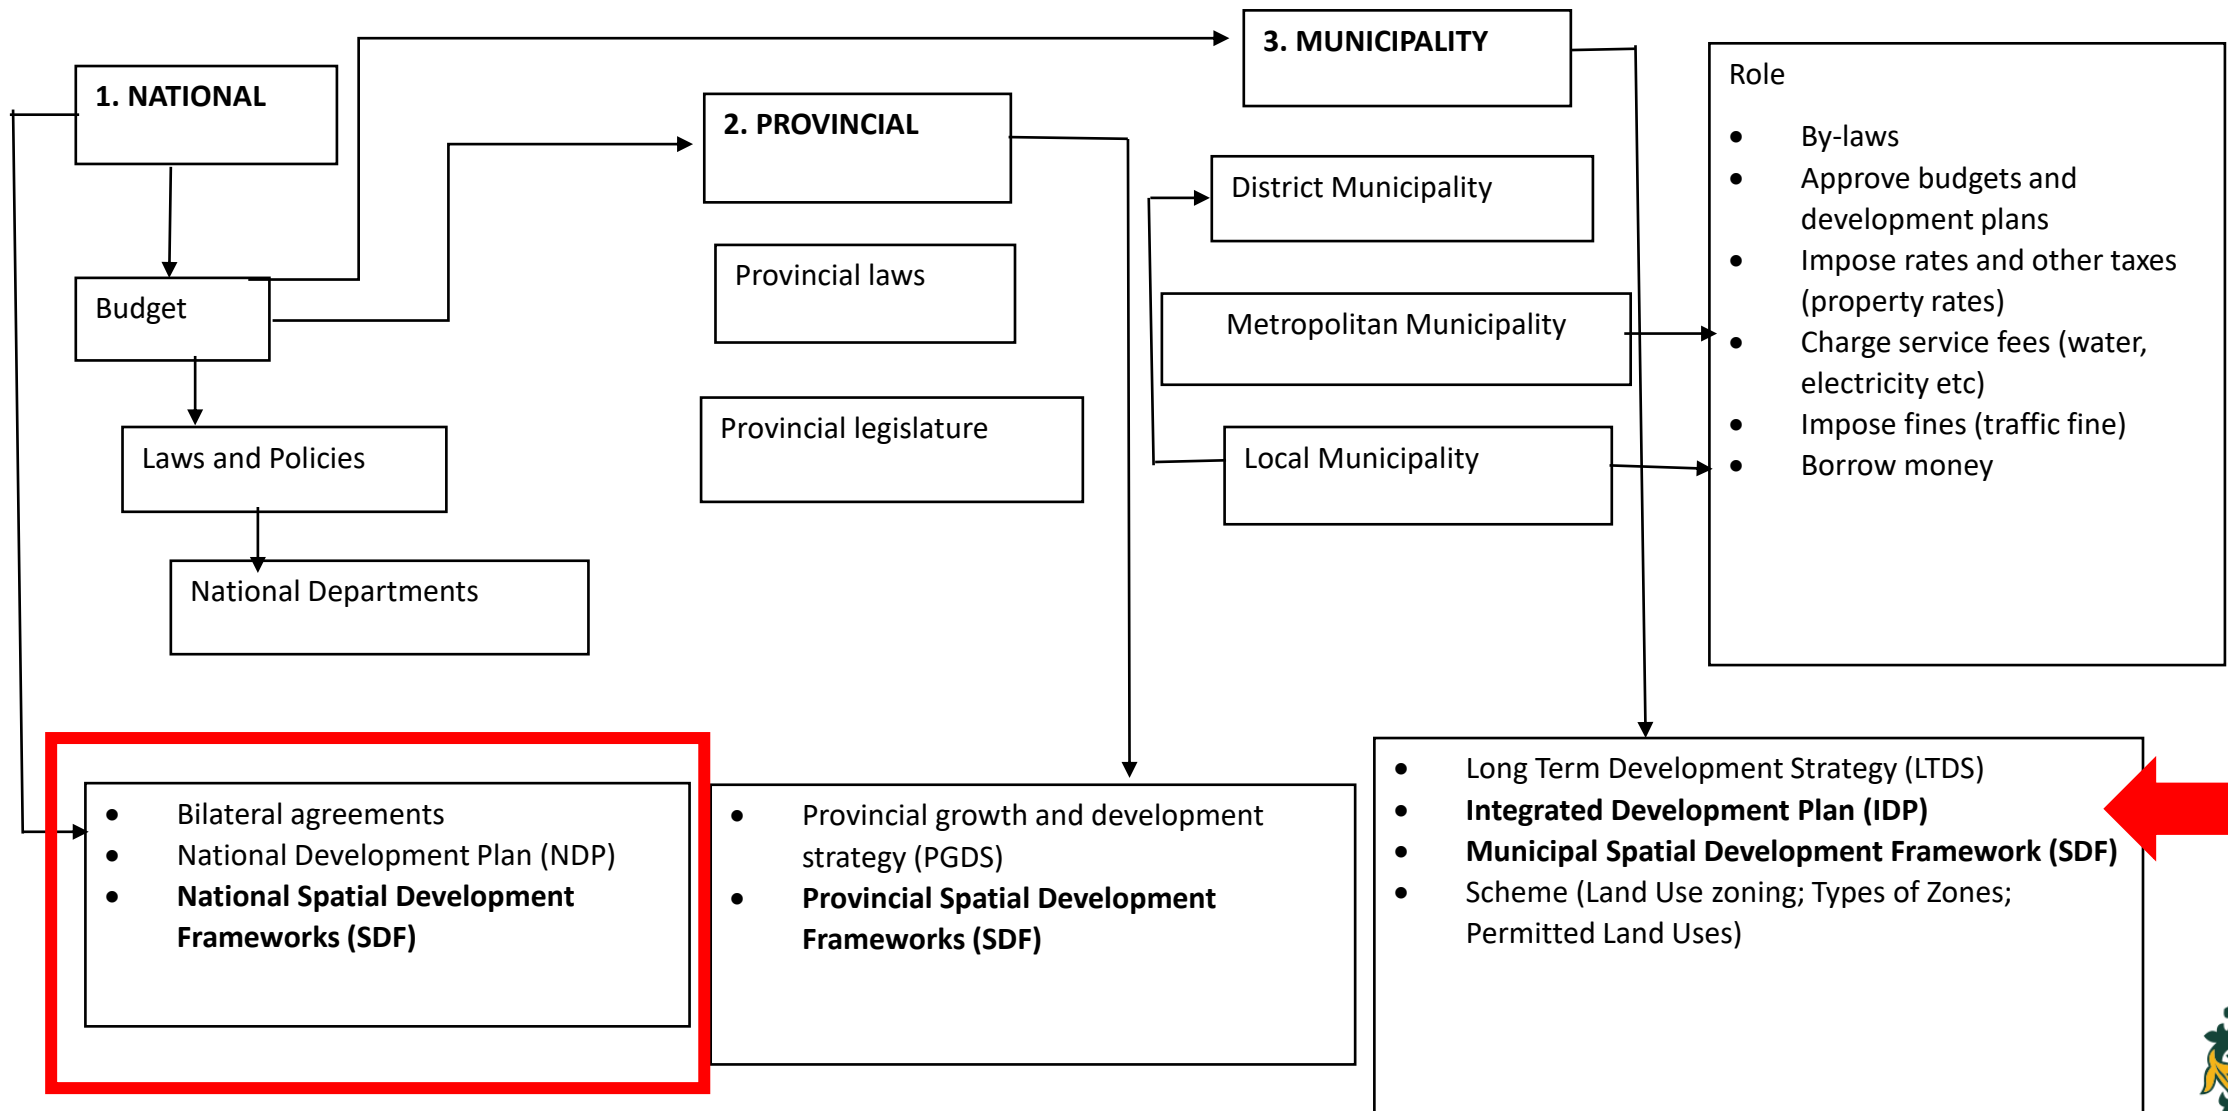 1. NATIONAL
Budget
Laws and Policies
National Departments
2. PROVINCIAL
Provincial laws
Provincial legislature
3. MUNICIPALITY
District Municipality
Metropolitan Municipality
Local Municipality
Role
• By-laws
• Approve budgets and
development plans
• Impose rates and other taxes
(property rates)
• Charge service fees (water,
electricity etc)
• Impose fines (traffic fine)
• Borrow money
• Bilateral agreements
• National Development Plan (NDP)
• National Spatial Development
Frameworks (SDF)
• Provincial growth and development
strategy (PGDS)
• Provincial Spatial Development
Frameworks (SDF)
• Long Term Development Strategy (LTDS)
• Integrated Development Plan (IDP)
• Municipal Spatial Development Framework (SDF)
• Scheme (Land Use zoning; Types of Zones;
Permitted Land Uses)